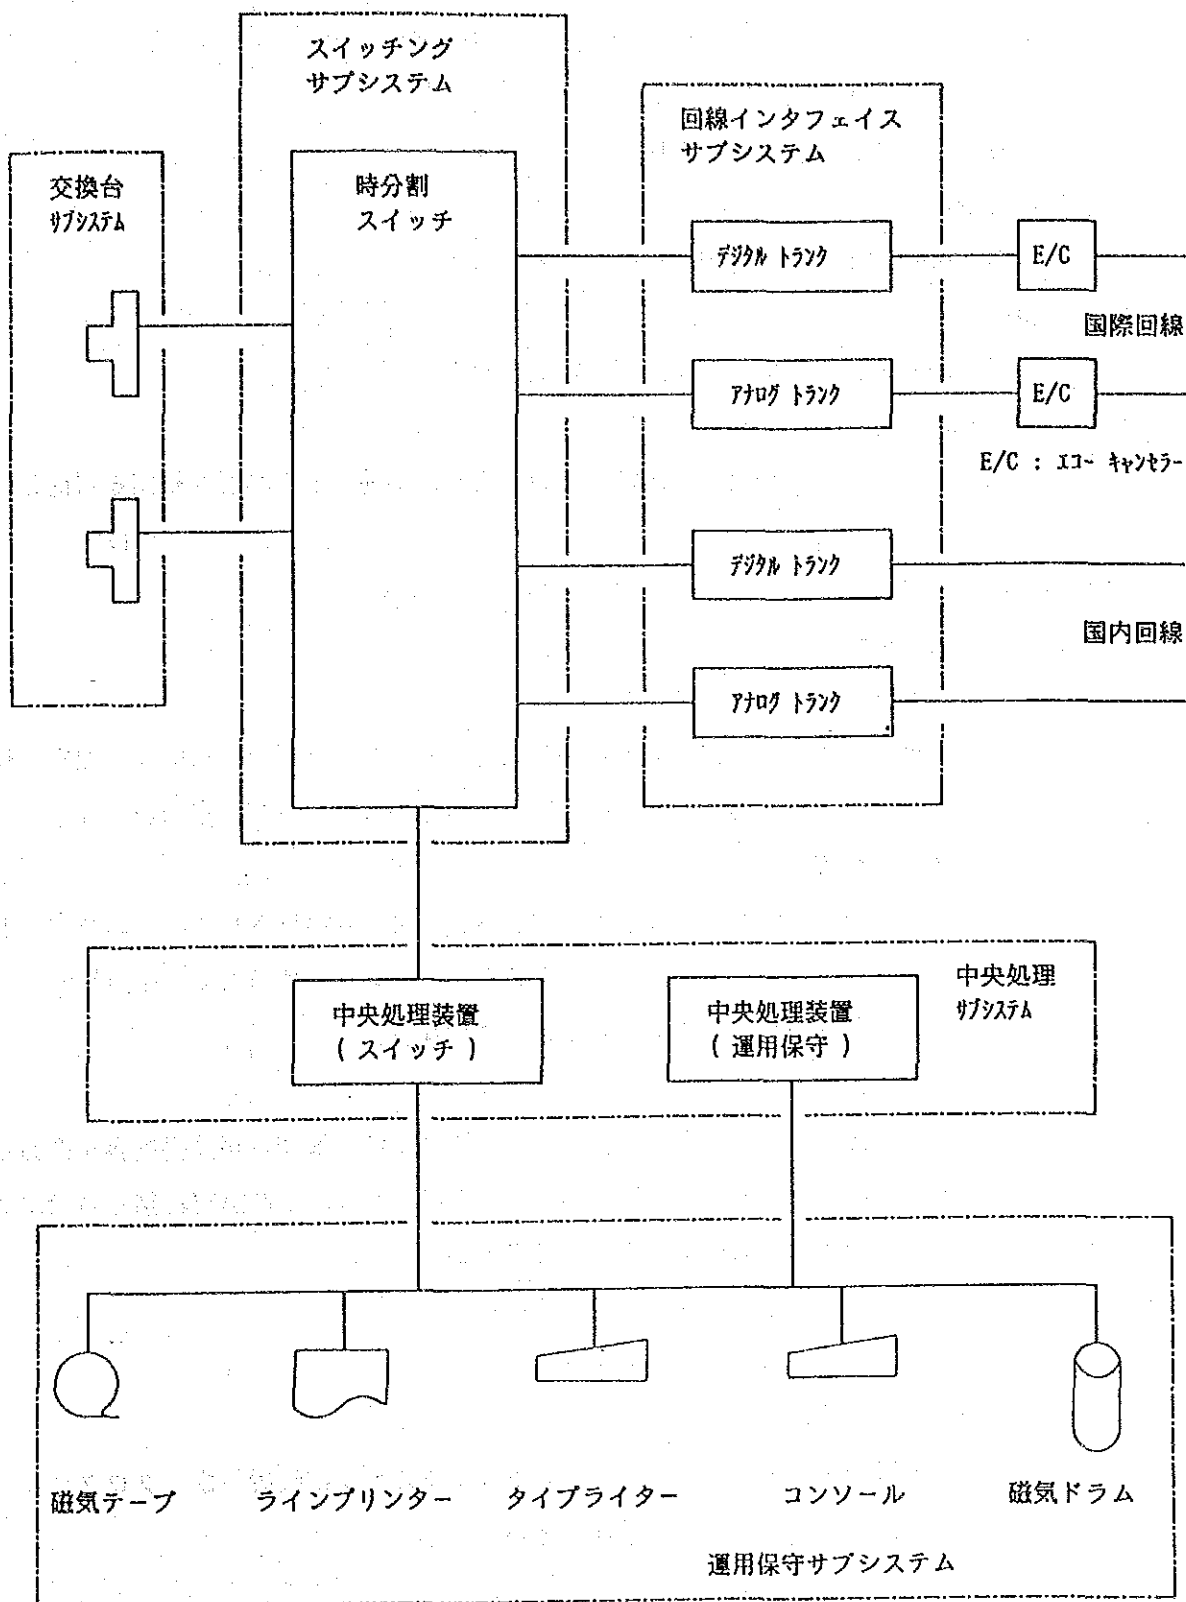 スイッチング
サブシステム
回線インタフェイス
サブシステム
交換台
サブシステム
時分割
スイッチ
デジタル トランク
E/C
国際回線
アナログ トランク
E/C
E/C : エコー キャンセラー
デジタル トランク
国内回線
アナログ トランク
中央処理装置
( スイッチ )
中央処理装置
( 運用保守 )
中央処理
サブシステム
磁気テープ
ラインプリンター
タイプライター
コンソール
磁気ドラム
運用保守サブシステム